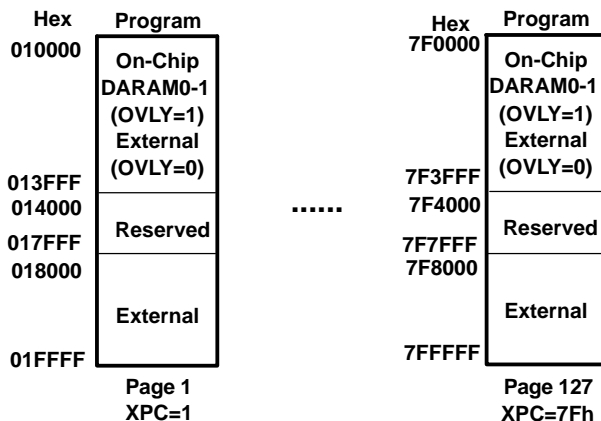 Hex Program
010000
On-Chip
DARAM0-1
(OVLY=1)
External
(OVLY=0)
013FFF
014000
Reserved
017FFF
018000
External
01FFFF
Page 1
XPC=1
......
Hex Program
7F0000
On-Chip
DARAM0-1
(OVLY=1)
External
(OVLY=0)
7F3FFF
7F4000
Reserved
7F7FFF
7F8000
External
7FFFFF
Page 127
XPC=7Fh